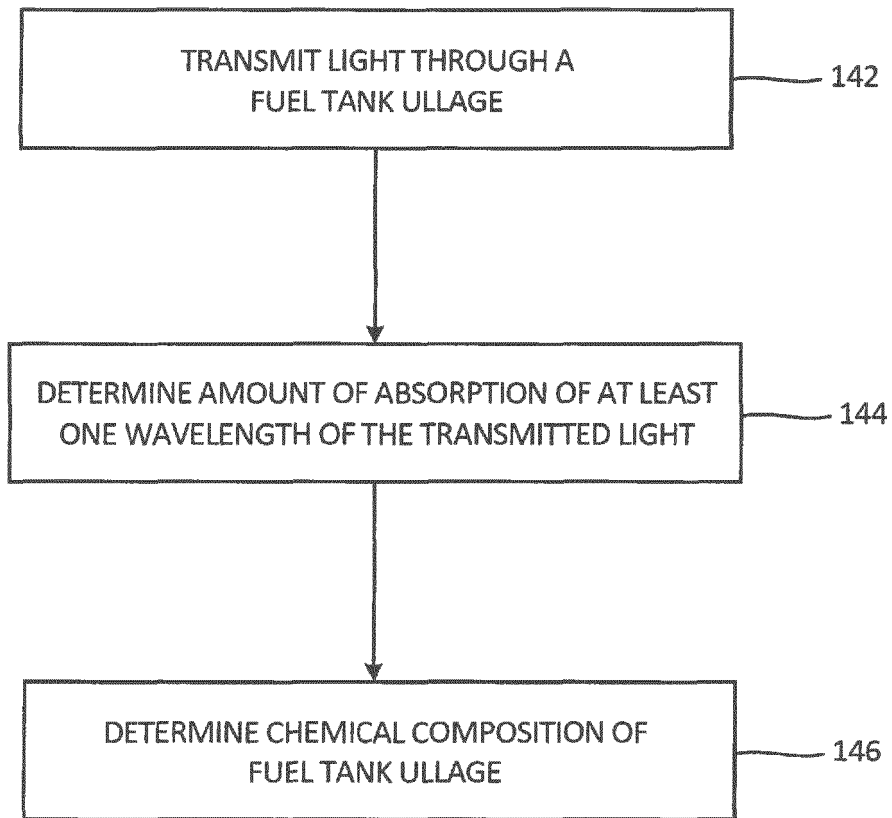 TRANSMIT LIGHT THROUGH A
FUEL TANK ULLAGE
142
DETERMINE AMOUNT OF ABSORPTION OF AT LEAST
ONE WAVELENGTH OF THE TRANSMITTED LIGHT
144
DETERMINE CHEMICAL COMPOSITION OF
FUEL TANK ULLAGE
146